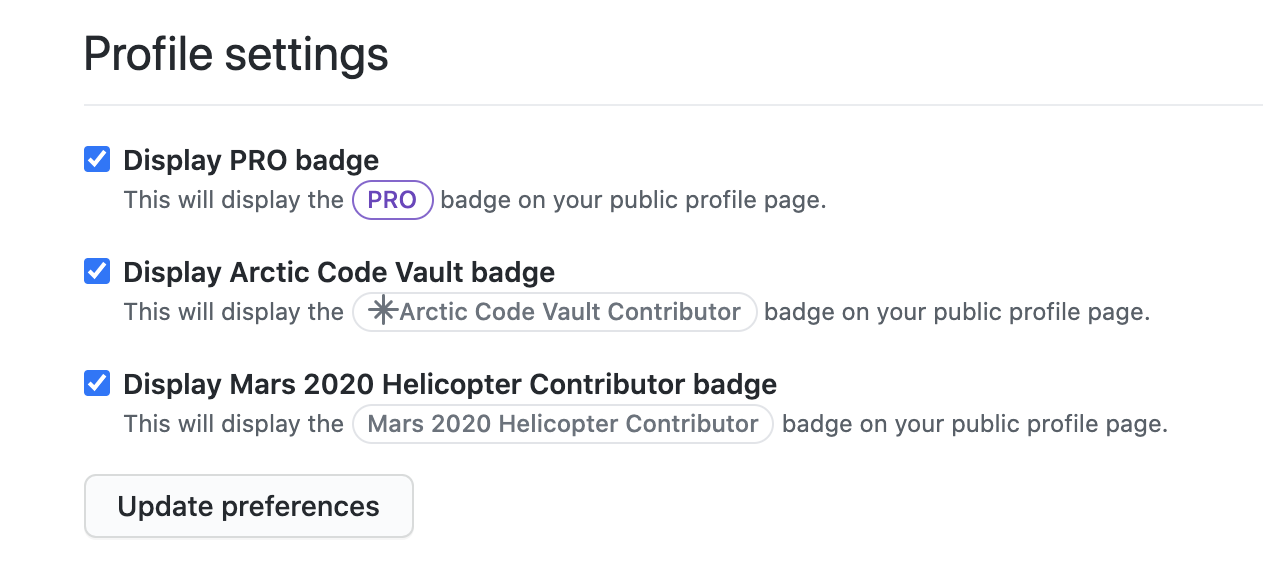 Profile settings
Display PRO badge
This will display the PRO badge on your public profile page.
Display Arctic Code Vault badge
This will display the Arctic Code Vault Contributor badge on your public profile page.
Display Mars 2020 Helicopter Contributor badge
This will display the Mars 2020 Helicopter Contributor badge on your public profile page.
Update preferences